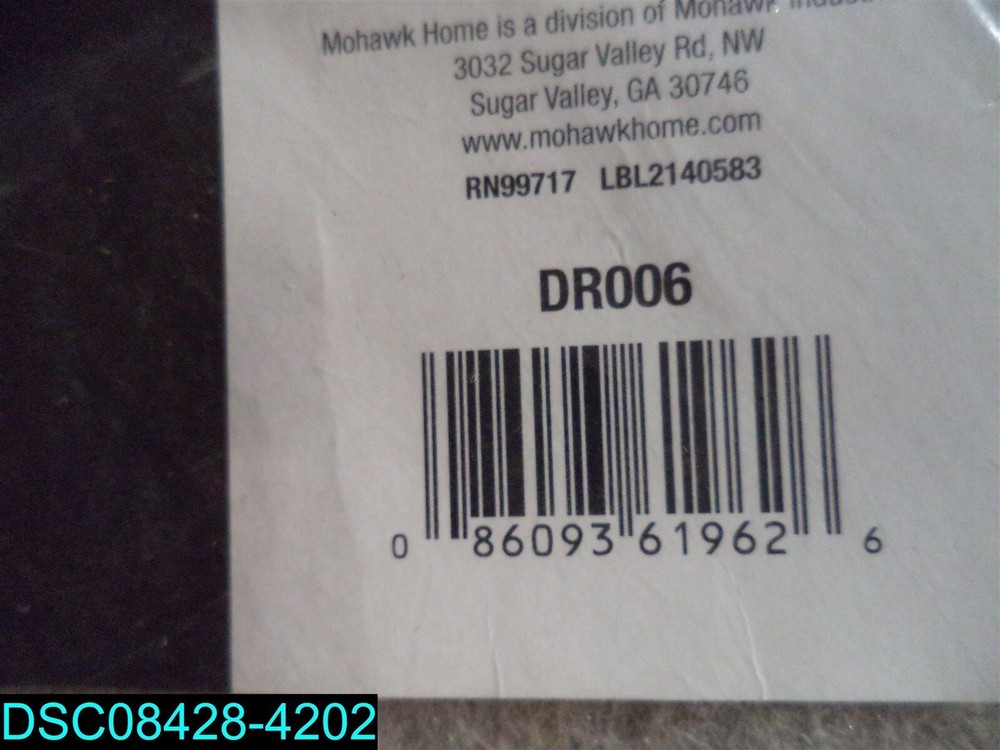 Mohawk Home is a division of Mohawk
3032 Sugar Valley Rd, NW
Sugar Valley, GA 30746
www.mohawkhome.com
RN99717 LBL2140583
DR006
0 86093 61962 6
DSC08428-4202